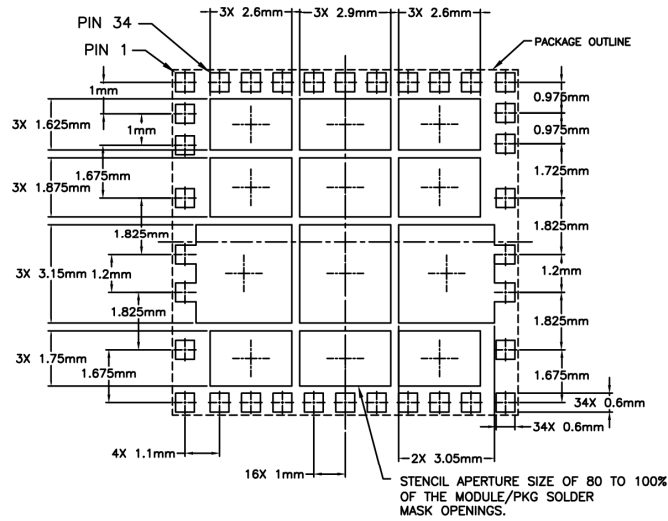 3X 2.6mm
3X 2.9mm
3X 2.6mm
PIN 34
PIN 1
PACKAGE OUTLINE
1mm
0.975mm
3X 1.625mm
1mm
0.975mm
3X 1.875mm
1.675mm
1.725mm
1.825mm
1.825mm
3X 3.15mm
1.2mm
1.2mm
1.825mm
1.825mm
3X 1.75mm
1.675mm
1.675mm
34X 0.6mm
34X 0.6mm
4X 1.1mm
16X 1mm
2X 3.05mm
STENCIL APERTURE SIZE OF 80 TO 100%
OF THE MODULE/PKG SOLDER
MASK OPENINGS.